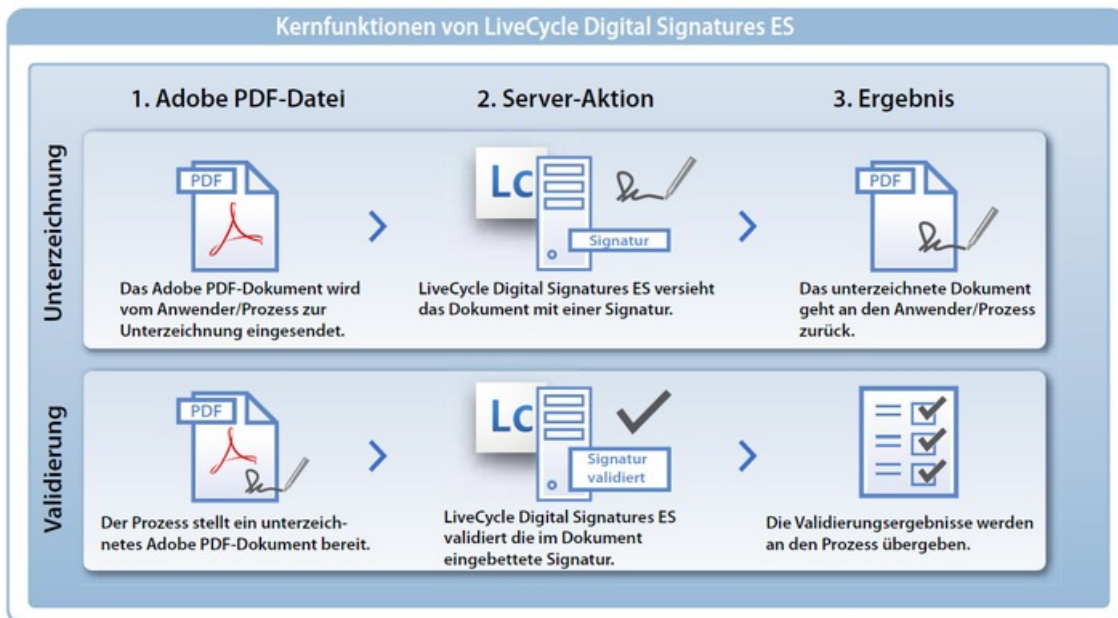 Kernfunktionen von LiveCycle Digital Signatures ES
1. Adobe PDF-Datei
2. Server-Aktion
3. Ergebnis
Unterzeichnung
PDF
Lc
Signatur
PDF
Das Adobe PDF-Dokument wird
vom Anwender/Prozess zur
Unterzeichnung eingesendet.
LiveCycle Digital Signatures ES versieht
das Dokument mit einer Signatur.
Das unterzeichnete Dokument
geht an den Anwender/Prozess
zurück.
Validierung
PDF
Lc
Signatur
validiert
Der Prozess stellt ein unterzeich-
netes Adobe PDF-Dokument bereit.
LiveCycle Digital Signatures ES
validiert die im Dokument
eingebettete Signatur.
Die Validierungsergebnisse werden
an den Prozess übergeben.